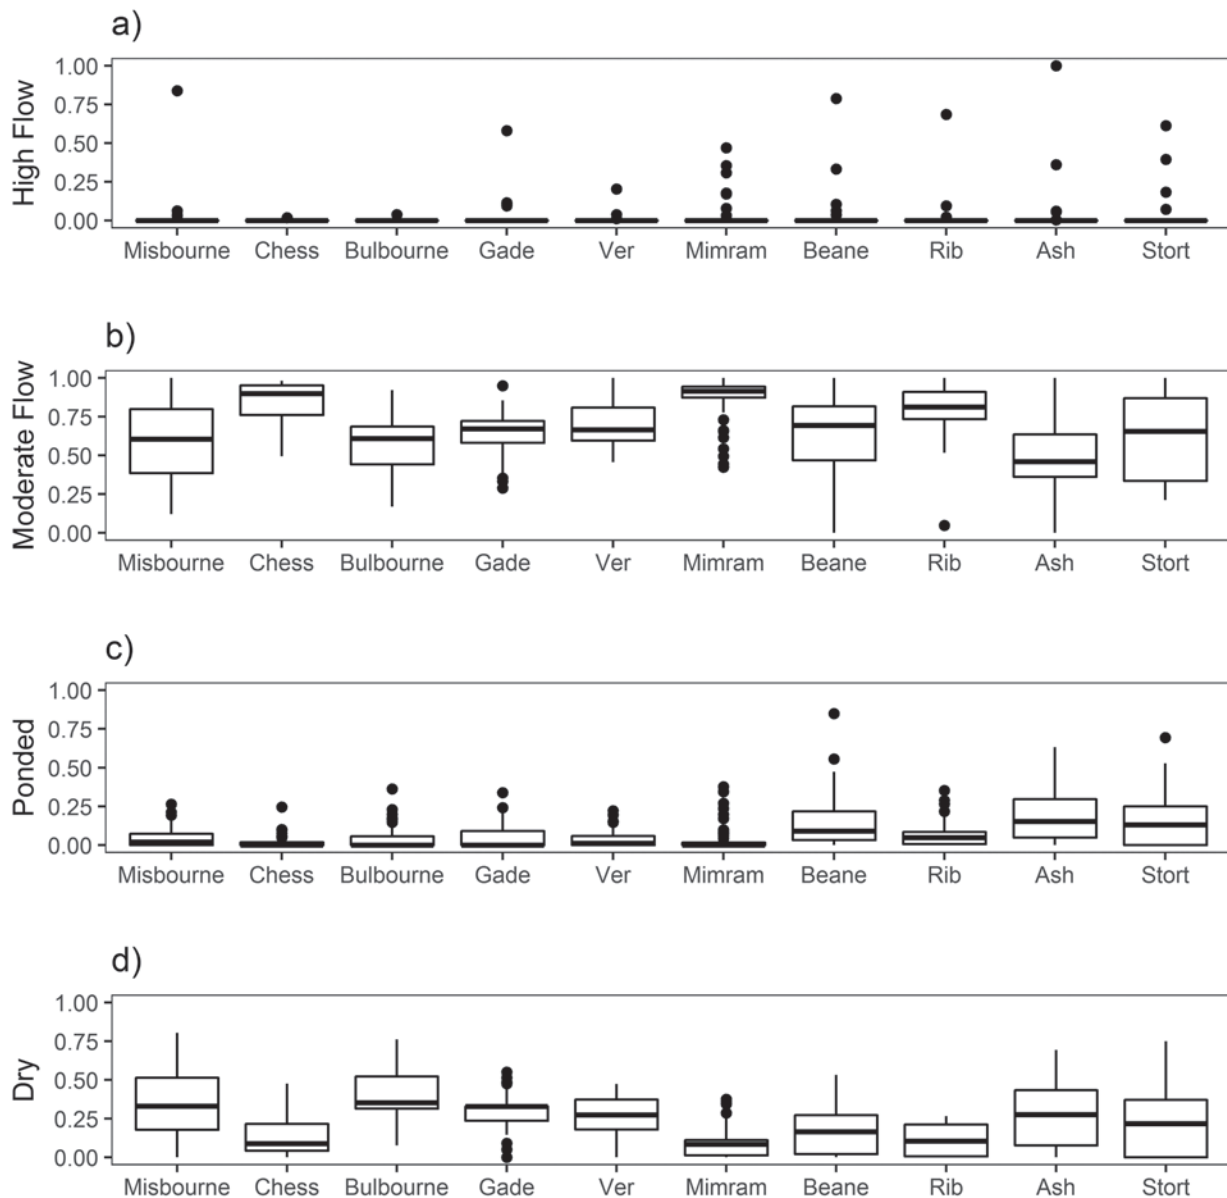 a)
High Flow
1.00
0.75
0.50
0.25
0.00
Misbourne Chess Bulbourne Gade Ver Mimram Beane Rib Ash Stort
b)
Moderate Flow
1.00
0.75
0.50
0.25
0.00
Misbourne Chess Bulbourne Gade Ver Mimram Beane Rib Ash Stort
c)
Ponded
1.00
0.75
0.50
0.25
0.00
Misbourne Chess Bulbourne Gade Ver Mimram Beane Rib Ash Stort
d)
Dry
1.00
0.75
0.50
0.25
0.00
Misbourne Chess Bulbourne Gade Ver Mimram Beane Rib Ash Stort